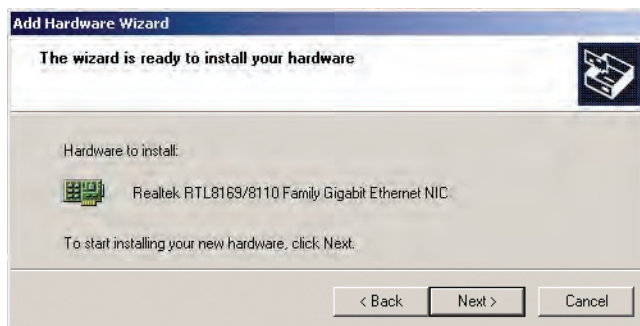 Add Hardware Wizard
The wizard is ready to install your hardware
Hardware to install:
Realtek RTL8169/8110 Family Gigabit Ethernet NIC
To start installing your new hardware, click Next.
< Back Next > Cancel